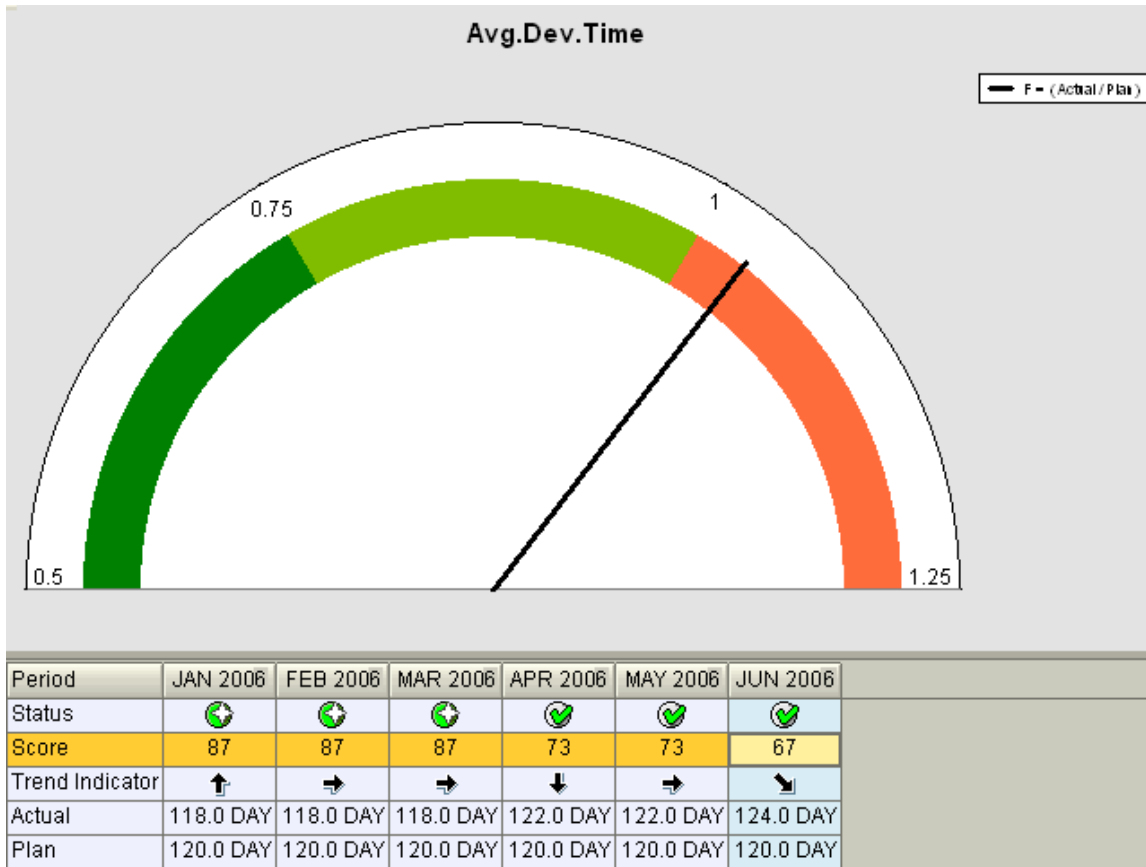 Avg.Dev.Time
F = (Actual/Plan)
0.75
1
0.5
1.25
Period JAN 2006 FEB 2006 MAR 2006 APR 2006 MAY 2006 JUN 2006
Status
Score 87 87 87 73 73 67
Trend Indicator
Actual 118.0 DAY 118.0 DAY 118.0 DAY 122.0 DAY 122.0 DAY 124.0 DAY
Plan 120.0 DAY 120.0 DAY 120.0 DAY 120.0 DAY 120.0 DAY 120.0 DAY